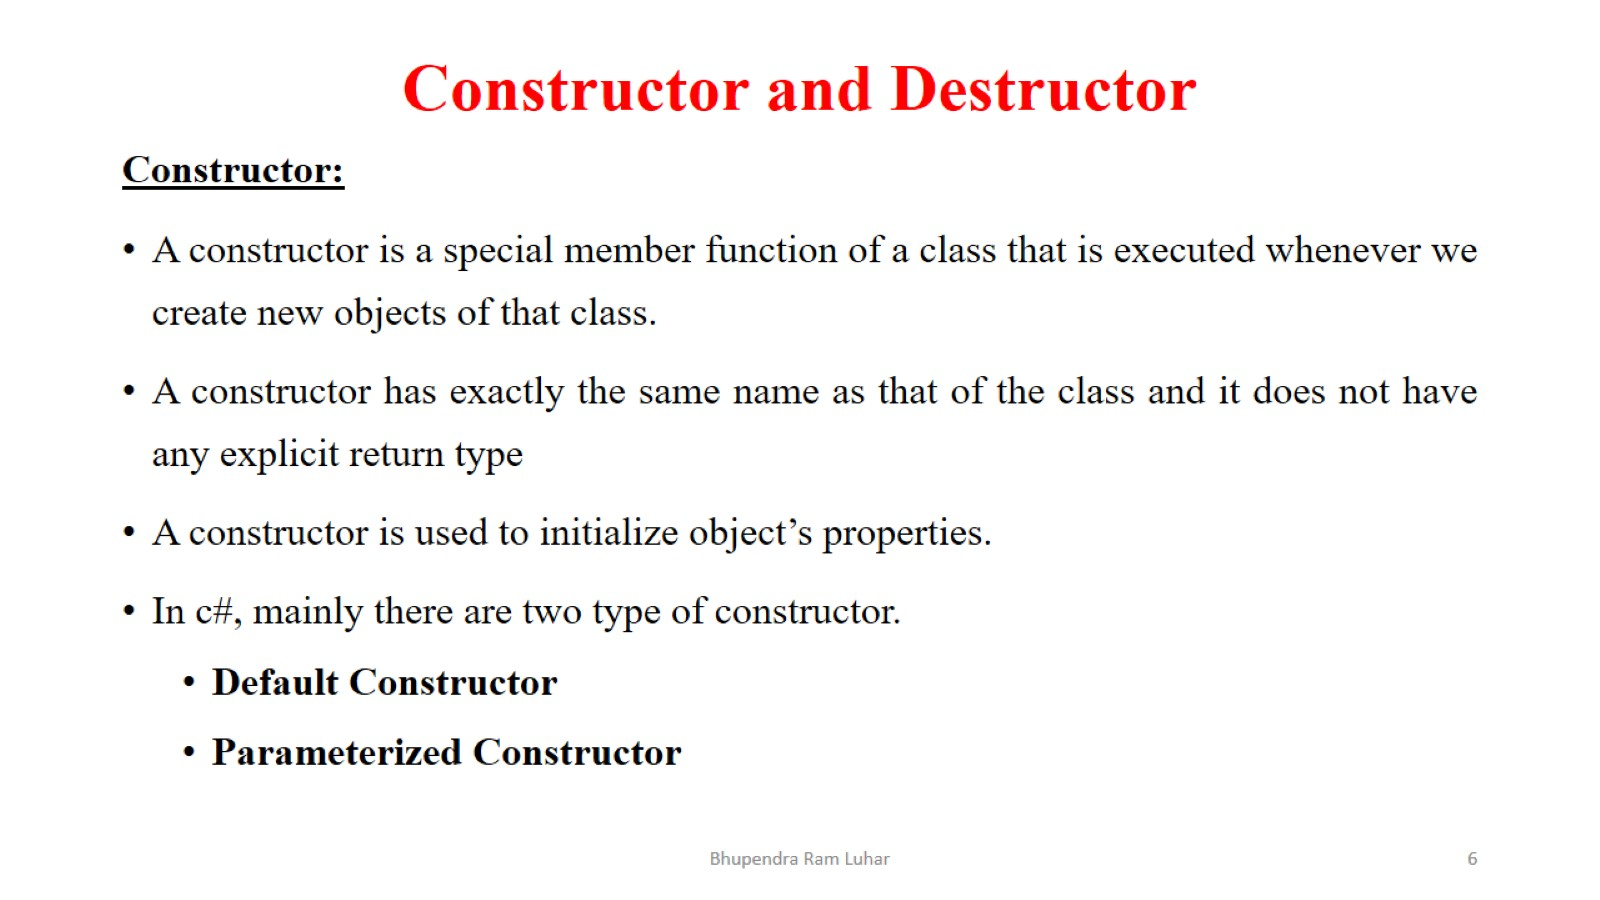 Constructor and Destructor
Constructor:
• A constructor is a special member function of a class that is executed whenever we
create new objects of that class.
• A constructor has exactly the same name as that of the class and it does not have
any explicit return type
• A constructor is used to initialize object’s properties.
• In c#, mainly there are two type of constructor.
• Default Constructor
• Parameterized Constructor
Bhupendra Ram Luhar
6